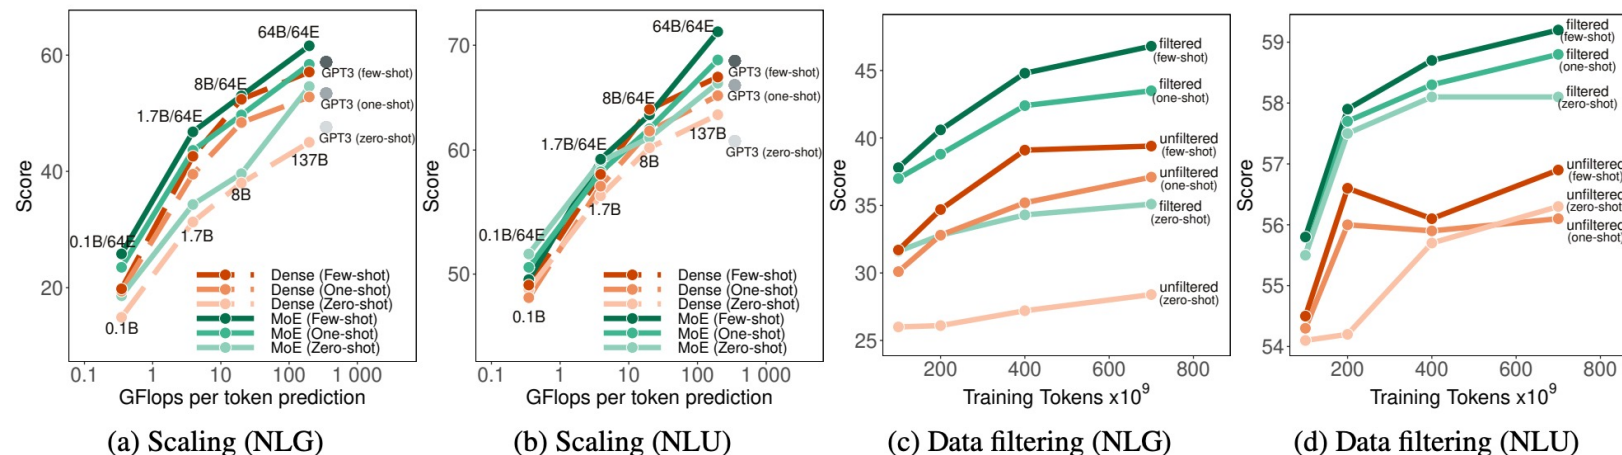 Score
60
40
20
0.1
1
10
100
1 000
GFlops per token prediction
64B/64E
8B/64E
1.7B/64E
0.1B/64E
GPT3 (few-shot)
GPT3 (one-shot)
GPT3 (zero-shot)
137B
8B
1.7B
0.1B
Dense (Few-shot)
Dense (One-shot)
Dense (Zero-shot)
MoE (Few-shot)
MoE (One-shot)
MoE (Zero-shot)
(a) Scaling (NLG)
Score
70
60
50
0.1
1
10
100
1 000
GFlops per token prediction
64B/64E
8B/64E
1.7B/64E
0.1B/64E
GPT3 (few-shot)
GPT3 (one-shot)
GPT3 (zero-shot)
137B
8B
1.7B
0.1B
Dense (Few-shot)
Dense (One-shot)
Dense (Zero-shot)
MoE (Few-shot)
MoE (One-shot)
MoE (Zero-shot)
(b) Scaling (NLU)
Score
45
40
35
30
25
200
400
600
800
Training Tokens x10⁹
filtered
(few-shot)
filtered
(one-shot)
unfiltered
(few-shot)
unfiltered
(one-shot)
filtered
(zero-shot)
unfiltered
(zero-shot)
(c) Data filtering (NLG)
Score
59
58
57
56
55
54
200
400
600
800
Training Tokens x10⁹
filtered
(few-shot)
filtered
(one-shot)
filtered
(zero-shot)
unfiltered
(few-shot)
unfiltered
(zero-shot)
unfiltered
(one-shot)
(d) Data filtering (NLU)